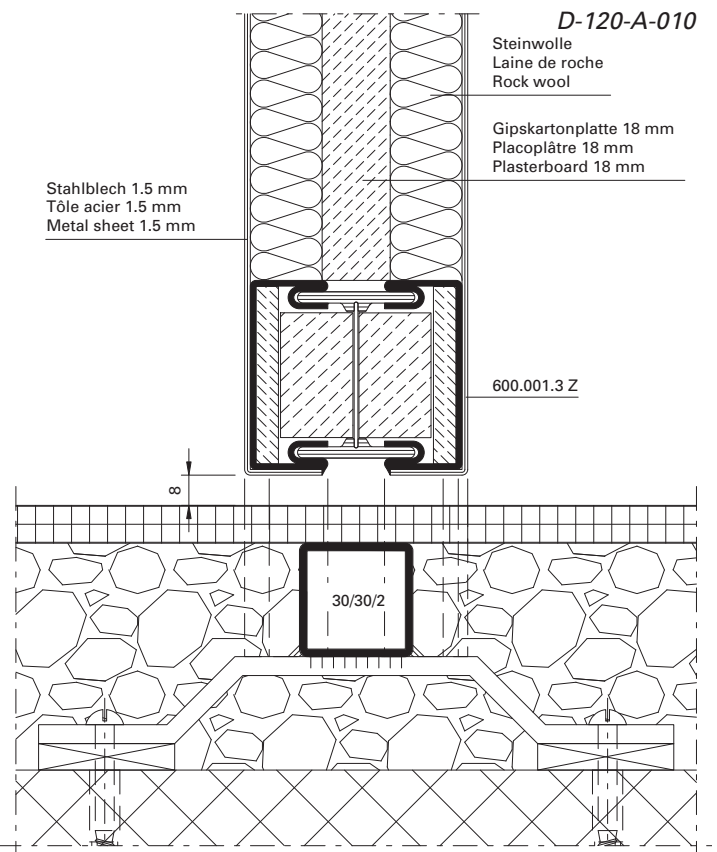 D-120-A-010
Steinwolle
Laine de roche
Rock wool
Gipskartonplatte 18 mm
Placoplâtre 18 mm
Plasterboard 18 mm
Stahlblech 1.5 mm
Tôle acier 1.5 mm
Metal sheet 1.5 mm
600.001.3 Z
8
30/30/2